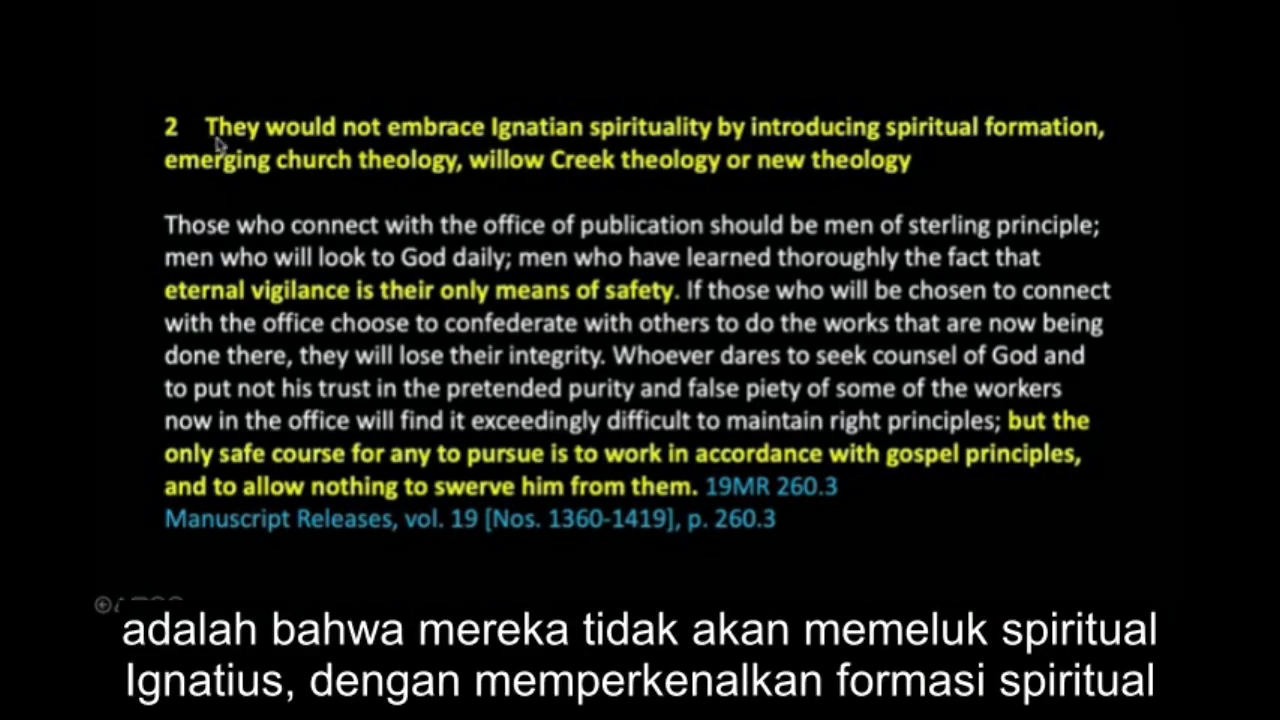 2 They would not embrace Ignatian spirituality by introducing spiritual formation,
emerging church theology, willow Creek theology or new theology
Those who connect with the office of publication should be men of sterling principle;
men who will look to God daily; men who have learned thoroughly the fact that
eternal vigilance is their only means of safety. If those who will be chosen to connect
with the office choose to confederate with others to do the works that are now being
done there, they will lose their integrity. Whoever dares to seek counsel of God and
to put not his trust in the pretended purity and false piety of some of the workers
now in the office will find it exceedingly difficult to maintain right principles; but the
only safe course for any to pursue is to work in accordance with gospel principles,
and to allow nothing to swerve him from them. 19MR 260.3
Manuscript Releases, vol. 19 [Nos. 1360-1419], p. 260.3
adalah bahwa mereka tidak akan memeluk spiritual
Ignatius, dengan memperkenalkan formasi spiritual